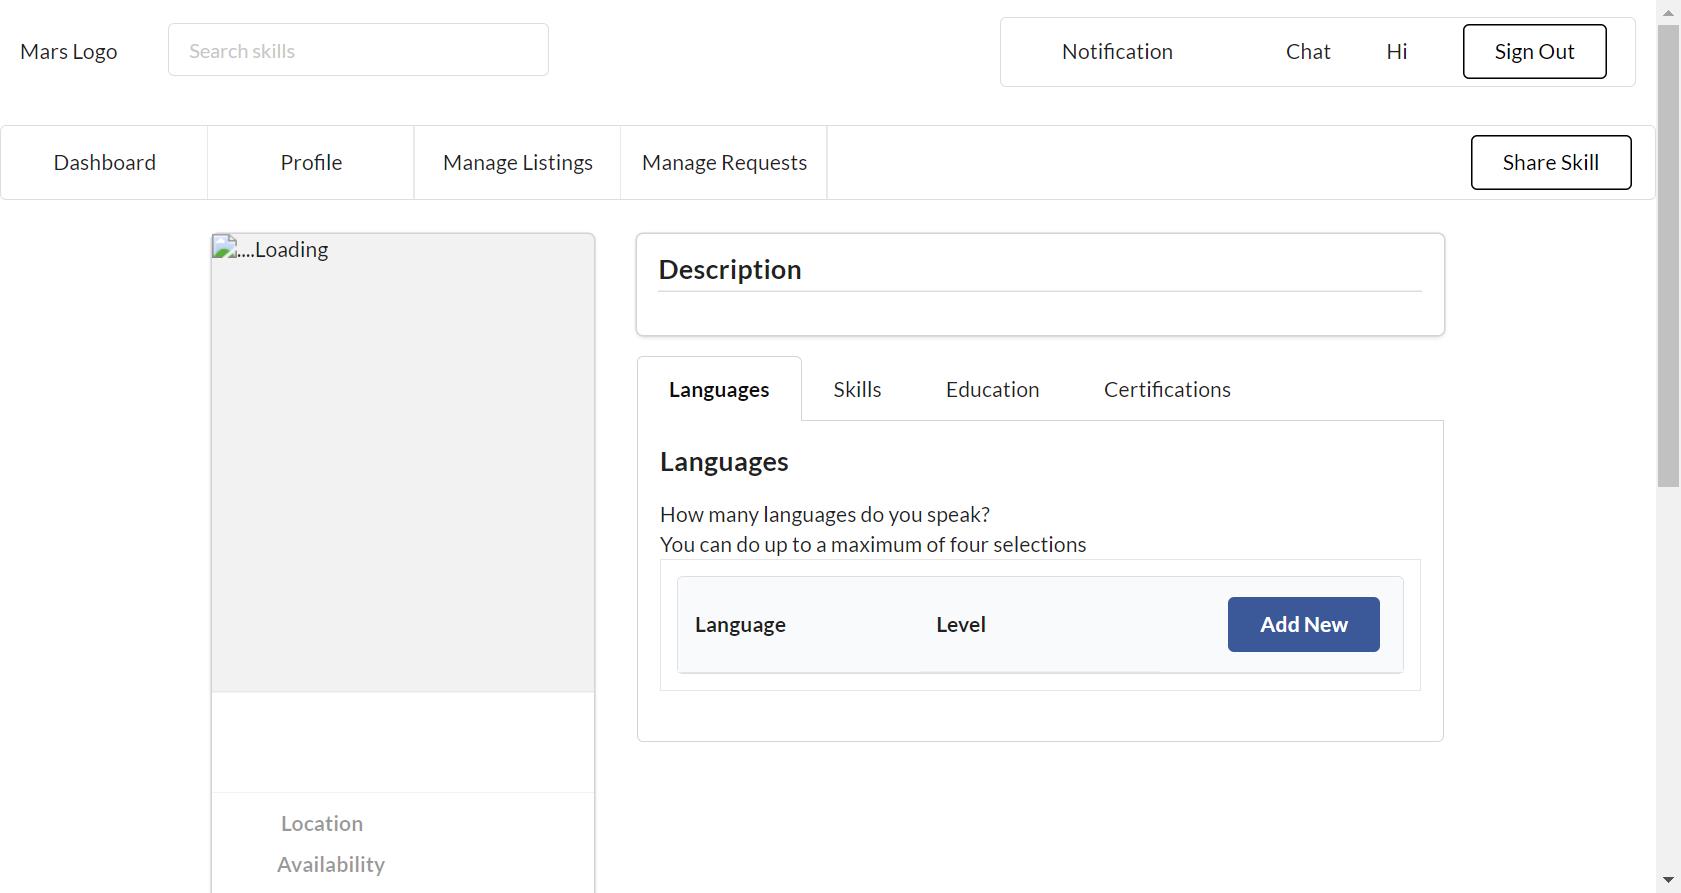 Mars Logo
Search skills
Notification
Chat
Hi
Sign Out
Dashboard
Profile
Manage Listings
Manage Requests
Share Skill
....Loading
Location
Availability
Description
Languages
Skills
Education
Certifications
Languages
How many languages do you speak?
You can do up to a maximum of four selections
Language
Level
Add New